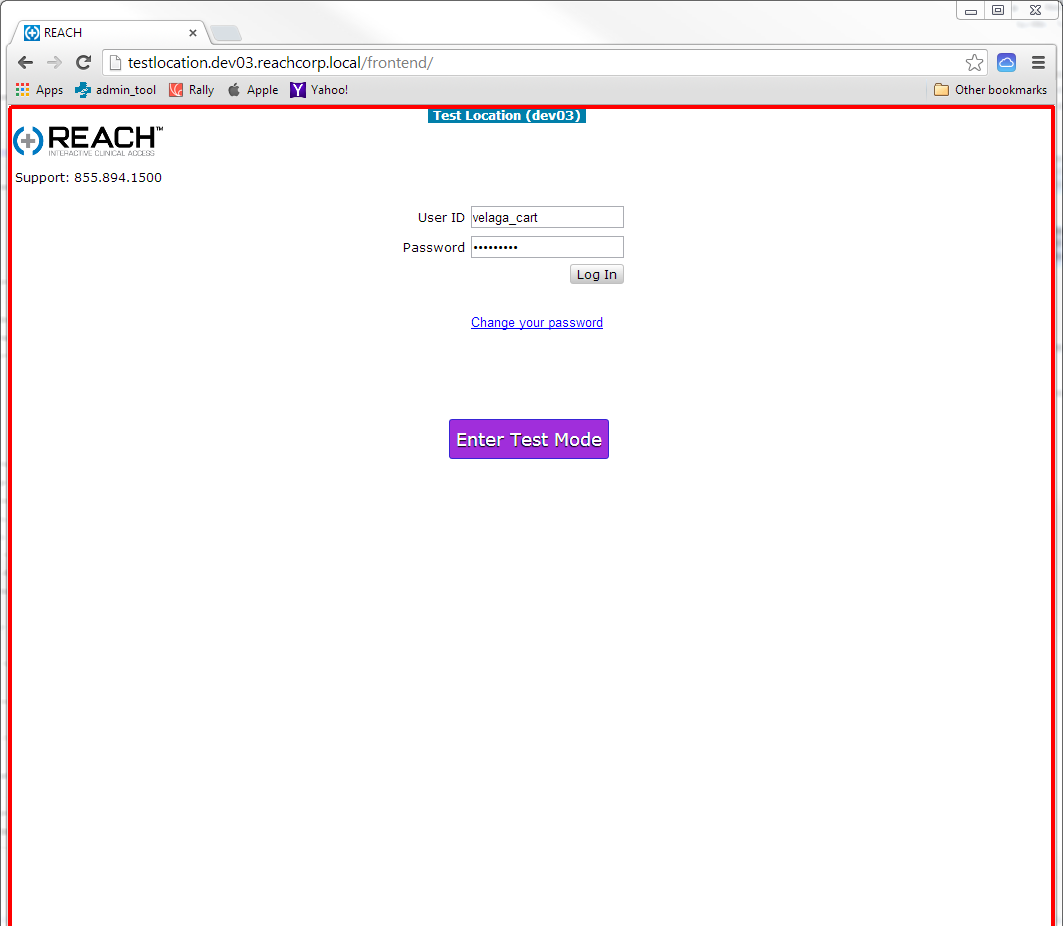 REACH
testlocation.dev03.reachcorp.local/frontend/
Apps admin_tool Rally Apple Y Yahoo! Other bookmarks
Test Location (dev03)
REACH™
INTERACTIVE CLINICAL ACCESS
Support: 855.894.1500
User ID velaga_cart
Password •••••••••
Log In
Change your password
Enter Test Mode